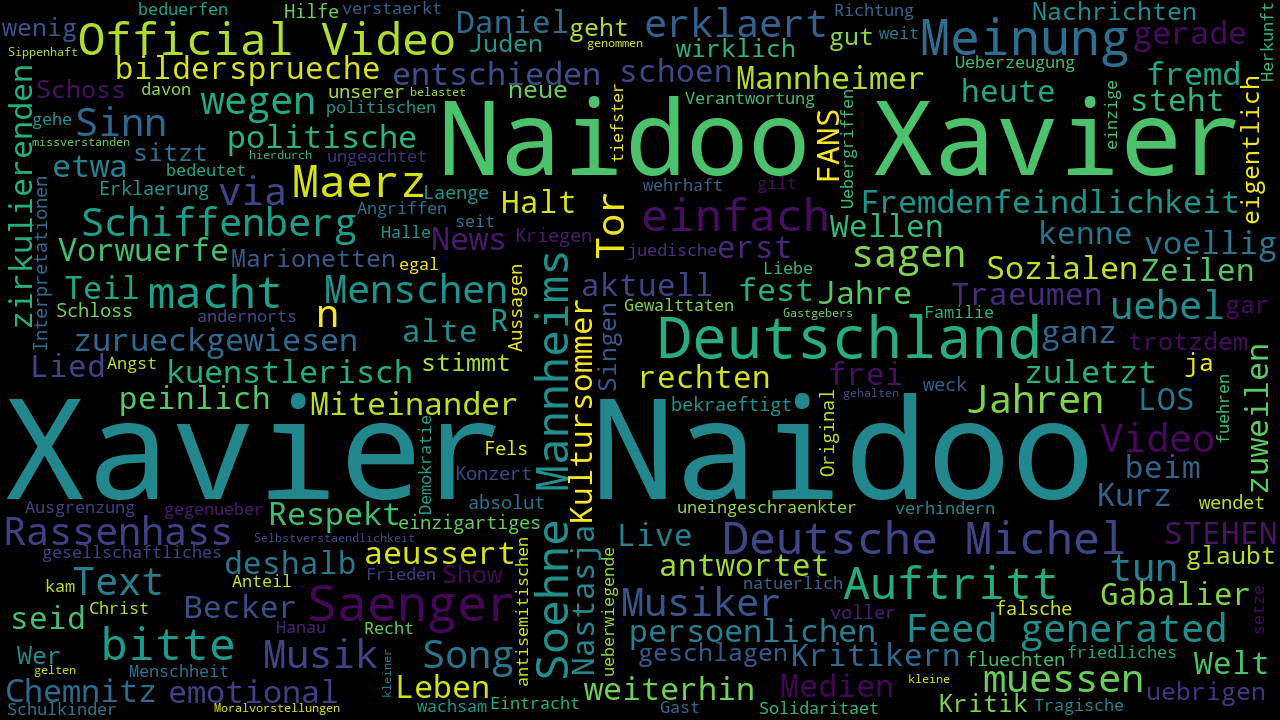 beduerfen Hilfe verstaerkt Richtung Nachrichten Herkunft
wenig Official Video Daniel geht erklaert gut weit Meinung gerade
Sippenhaft Juden genommen wirklich
bildersprueche entschieden schoen Mannheimer Ueberzeugung fremd
Schoss davon unserer belastet neue Verantwortung heute steht
zirkulierenden gehe Sinn wegen politischen Naidoo Xavier einzige eigentlich
missverstanden politische tiefster FANS Uebergriffen
etwa sitzt hierdurch ungeachtet
bedeutet Maerz wehrhaft gilt
Erklaerung via Laenge Halt Tor Fremdenfeindlichkeit
Interpretationen Schiffenberg Angriffen seit einfach Wellen kenne
Vorwuerfe Halle News Kriegen juedische erst sagen voellig
Marionetten egal Liebe Sozialen Zeilen
Teil macht Menschen Aussagen aktuell fest Jahre Traeumen uebel gar
Schloss andernorts n R Gewalttaten Gastgebers Familie
zurueckgewiesen alte Soehne Mannheims Kultursommer Singen Deutschland ganz trotzdem
Lied Angst kuenstlerisch stimmt rechten frei weck zuletzt ja
peinlich Miteinander bekraeftigt gehalten Jahren LOS fuehren zuweilen
Xavier Naidoo Original Video
Demokratie Fels beim
Konzert Kurz
Ausgrenzung gegenueber Respekt absolut uneingeschraenkter verhindern wendet
Rassenhass einzigartiges Live Deutsche Michel STEHEN
gesellschaftliches Selbstverstaendlichkeit aeussert Nastasja glaubt
kam Text deshalb Anteil Frieden Show antisemitischen ueberwiegende antwortet natuerlich Auftritt tun
seid Christ Becker Saenger Musiker voller falsche Gabalier setze
Wer bitte Hanau Recht persoenlichen Feed generated
gelten Menschheit Musik kleiner Song geschlagen Kritikern fluechten friedliches Welt
Chemnitz emotional Leben weiterhin Medien kleine muessen uebrigen
Schulkinder Moralvorstellungen wachsam Eintracht Gast Solidaritaet Kritik Tragische